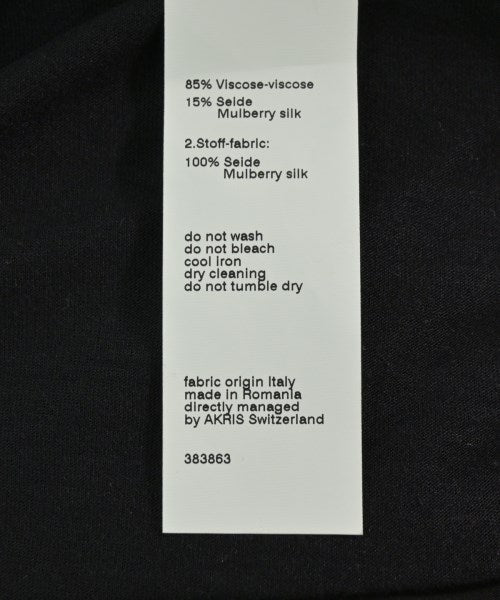 85% Viscose-viscose
15% Seide
Mulberry silk
2.Stoff-fabric:
100% Seide
Mulberry silk
do not wash
do not bleach
cool iron
dry cleaning
do not tumble dry
fabric origin Italy
made in Romania
directly managed
by AKRIS Switzerland
383863